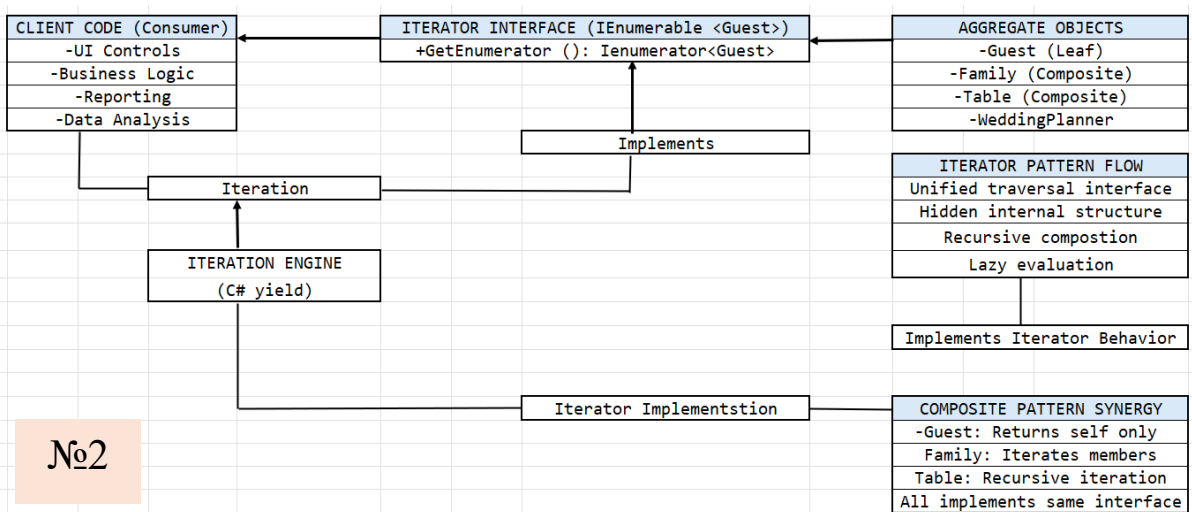 CLIENT CODE (Consumer)
-UI Controls
-Business Logic
-Reporting
-Data Analysis
ITERATOR INTERFACE (IEnumerable <Guest>)
+GetEnumerator (): Ienumerator<Guest>
AGGREGATE OBJECTS
-Guest (Leaf)
-Family (Composite)
-Table (Composite)
-WeddingPlanner
Implements
Iteration
ITERATOR PATTERN FLOW
Unified traversal interface
Hidden internal structure
Recursive compostion
Lazy evaluation
ITERATION ENGINE
(C# yield)
Implements Iterator Behavior
Iterator Implementstion
COMPOSITE PATTERN SYNERGY
-Guest: Returns self only
Family: Iterates members
Table: Recursive iteration
All implements same interface
№2